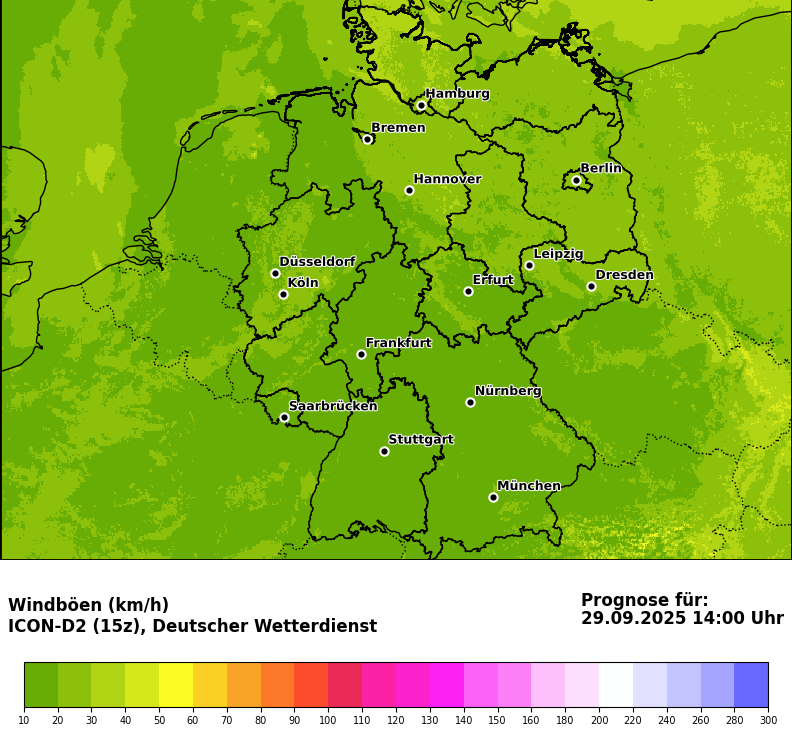 Hamburg
Bremen
Hannover
Berlin
Düsseldorf
Köln
Leipzig
Erfurt
Dresden
Frankfurt
Saarbrücken
Nürnberg
Stuttgart
München
Windböen (km/h)
ICON-D2 (15z), Deutscher Wetterdienst
Prognose für:
29.09.2025 14:00 Uhr
10 20 30 40 50 60 70 80 90 100 110 120 130 140 150 160 180 200 220 240 260 280 300